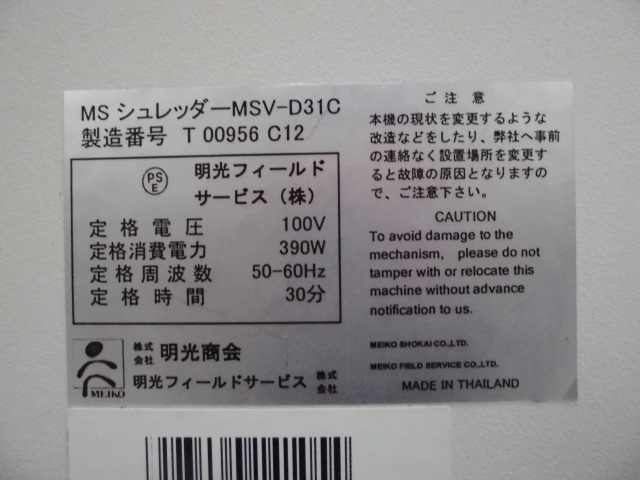 MS シュレッダーMSV-D31C
製造番号 T 00956 C12
PS
E
明光フィールド
サービス（株）
定格電圧 100V
定格消費電力 390W
定格周波数 50-60Hz
定格時間 30分
MEIKO
株式会社 明光商会
明光フィールドサービス 株式会社
ご注意
本機の現状を変更するような
改造などをしたり、弊社へ事前
の連絡なく設置場所を変更す
ると故障の原因となりますの
で、ご注意下さい。
CAUTION
To avoid damage to the
mechanism, please do not
tamper with or relocate this
machine without advance
notification to us.
MEIKO SHOKAI CO.,LTD.
MEIKO FIELD SERVICE CO.,LTD.
MADE IN THAILAND